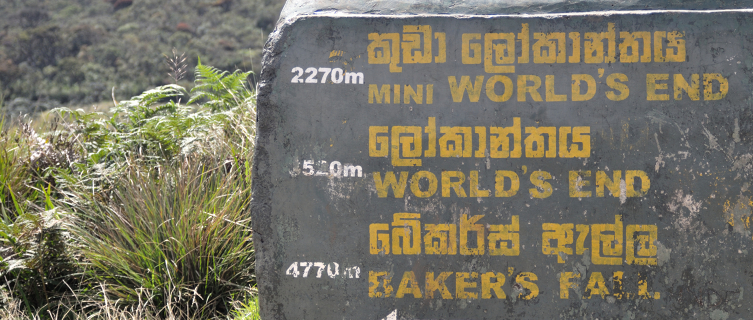 කුඩා ලෝකාන්තය
2270m MINI WORLD'S END
ලෝකාන්තය
WORLD'S END
බේකර්ස් ඇල්ල
4770m BAKER'S FALL